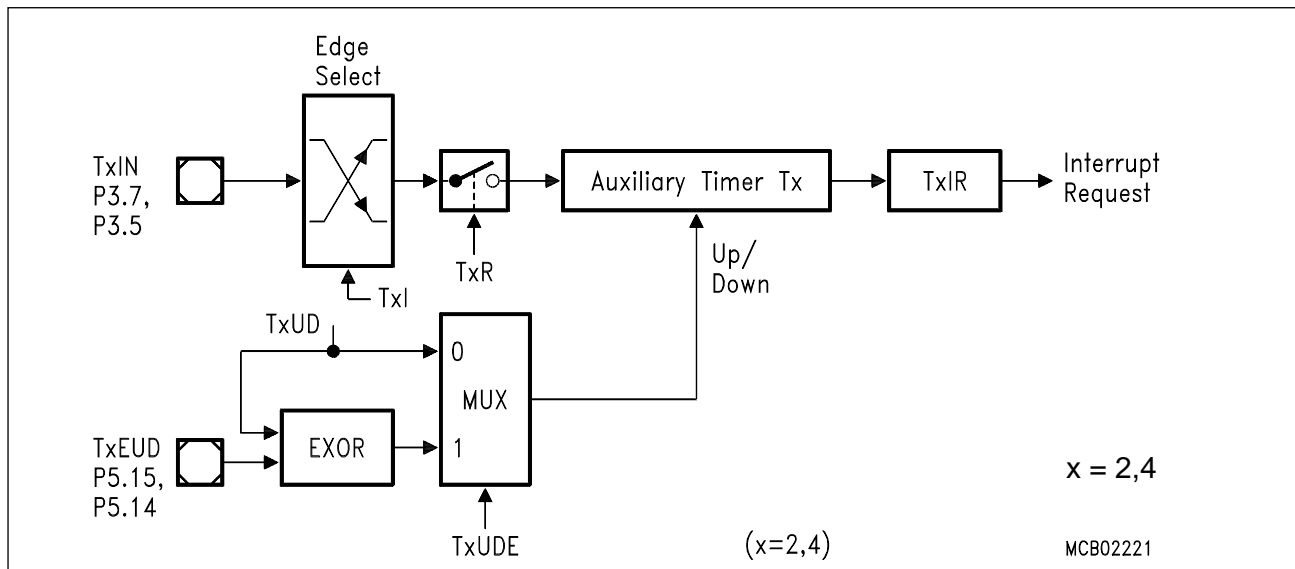 Edge
Select
TxIN
P3.7,
P3.5
Auxiliary Timer Tx
TxIR
Interrupt
Request
TxR
Up/
Down
TxI
TxUD
0
MUX
1
EXOR
TxEUD
P5.15,
P5.14
x = 2,4
TxUDE
(x=2,4)
MCB02221